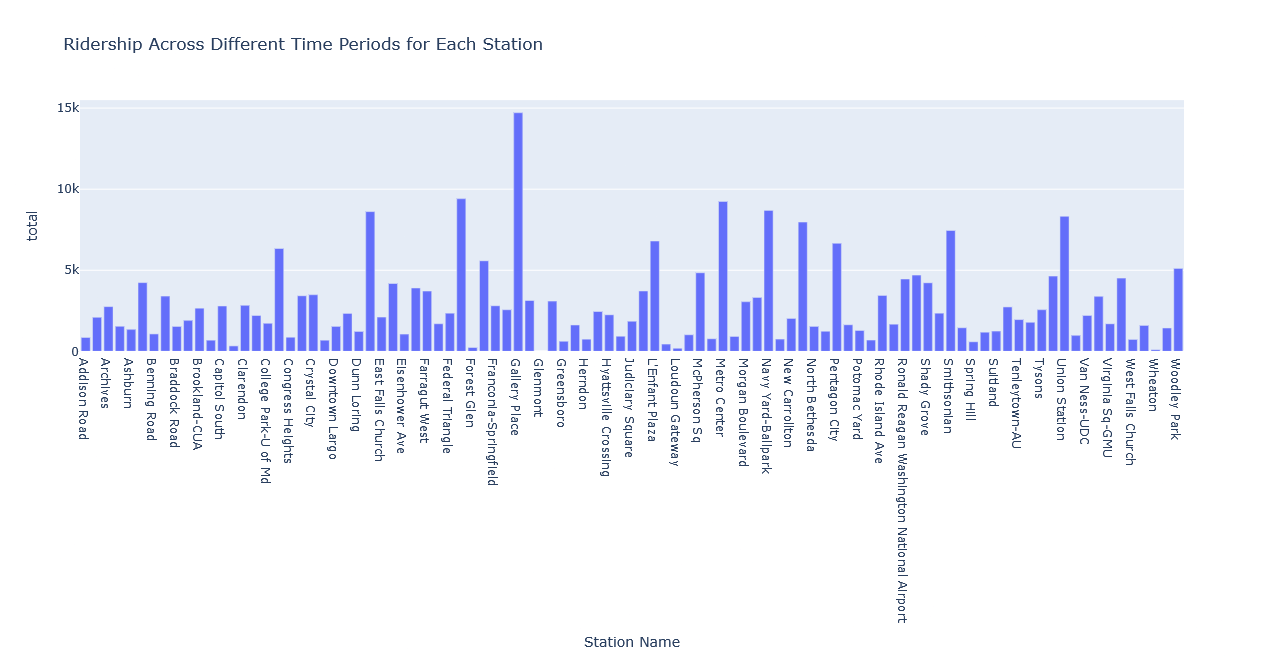 Ridership Across Different Time Periods for Each Station
15k
10k
5k
0
total
Addison Road
Archives
Ashburn
Benning Road
Braddock Road
Brookland-CUA
Capitol South
Clarendon
College Park-U of Md
Congress Heights
Crystal City
Downtown Largo
Dunn Loring
East Falls Church
Eisenhower Ave
Farragut West
Federal Triangle
Forest Glen
Franconia-Springfield
Gallery Place
Glenmont
Greensboro
Herndon
Hyattsville Crossing
Judiciary Square
L'Enfant Plaza
Loudoun Gateway
McPherson Sq
Metro Center
Morgan Boulevard
Navy Yard-Ballpark
New Carrollton
North Bethesda
Pentagon City
Potomac Yard
Rhode Island Ave
Ronald Reagan Washington National Airport
Shady Grove
Smithsonian
Spring Hill
Suitland
Tenleytown-AU
Tysons
Union Station
Van Ness-UDC
Virginia Sq-GMU
West Falls Church
Wheaton
Woodley Park
Station Name